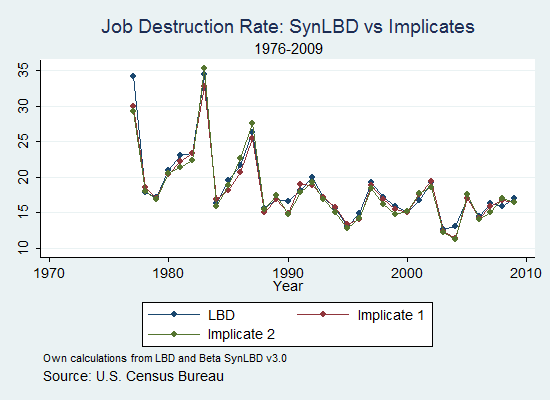 Job Destruction Rate: SynLBD vs Implicates
1976-2009
35
30
25
20
15
10
1970 1980 1990 2000 2010
Year
LBD Implicate 1
Implicate 2
Own calculations from LBD and Beta SynLBD v3.0
Source: U.S. Census Bureau